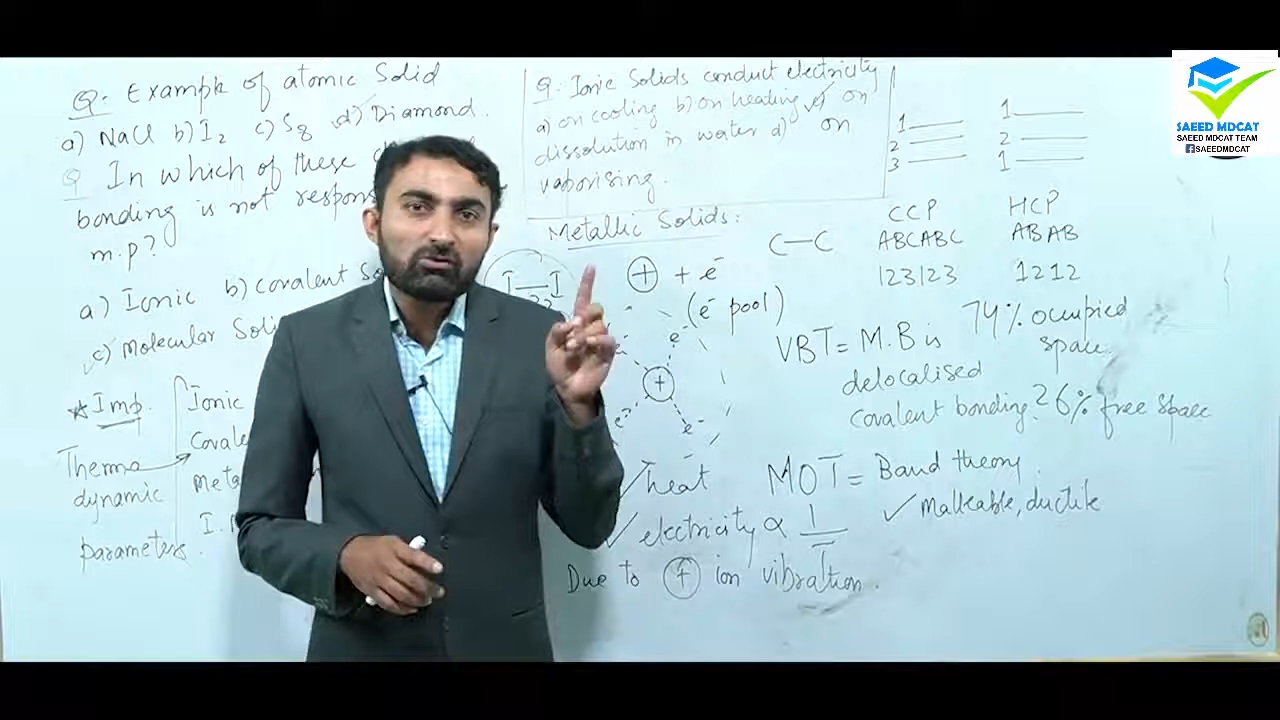 Q. Example of atomic Solid
a) NaCl b) I2 c) S8 d) Diamond.
Q In which of these
bonding is not
m.p?
a) Ionic b) covalent
c) Molecular
* Imp.
Thermo
dynamic
parameters.
Ionic
Q. Ionic Solids conduct electricity
a) on cooling b) on heating c) on
dissolution in water d) on
vaporising.
Metallic Solids:
I—I
⊕ + e-
(e- pool)
e-
⊕
e-
e-
✓ heat
✓ electricity ∝ 1/T
Due to ⊕ ion vibration.
C—C
1
2
3
1
2
1
CCP
HCP
ABCABC
ABAB
123123
1212
VBT = M.B is
delocalised
covalent bonding
74% occupied
space
26% free space
MOT = Band theory.
✓ Malleable, ductile
SAEED MDCAT
SAEED MDCAT TEAM
/SAEEDMDCAT